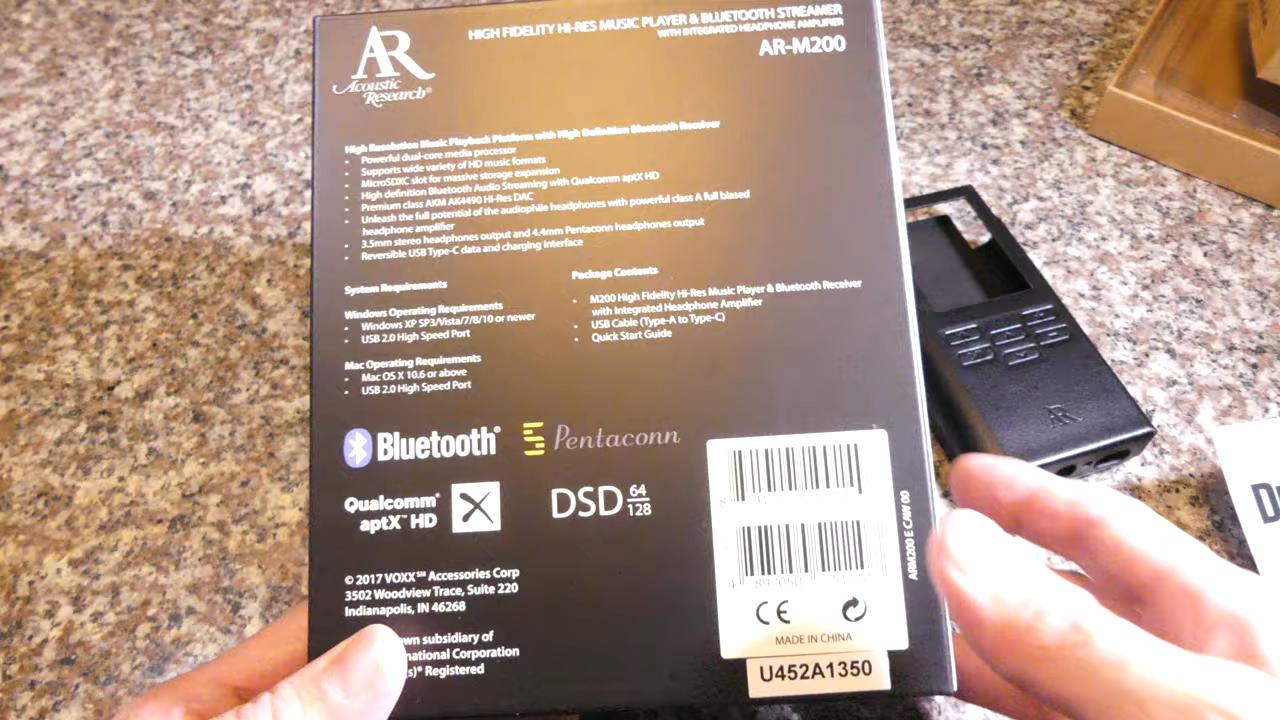 HIGH FIDELITY HI-RES MUSIC PLAYER & BLUETOOTH STREAMER
WITH INTEGRATED HEADPHONE AMPLIFIER
AR-M200
AR
Acoustic
Research®
High Resolution Music Playback Platform with High Definition Bluetooth Receiver
• Powerful dual-core media processor
• Supports wide variety of HD music formats
• MicroSDXC slot for massive storage expansion
• High definition Bluetooth Audio Streaming with Qualcomm aptX HD
• Premium class AKM AK4490 Hi-Res DAC
• Unleash the full potential of the audiophile headphones with powerful class A full biased
headphone amplifier
• 3.5mm stereo headphones output and 4.4mm Pentaconn headphones output
• Reversible USB Type-C data and charging interface
System Requirements
Windows Operating Requirements
• Windows XP SP3/Vista/7/8/10 or newer
• USB 2.0 High Speed Port
Mac Operating Requirements
• Mac OS X 10.6 or above
• USB 2.0 High Speed Port
Package Contents
• M200 High Fidelity Hi-Res Music Player & Bluetooth Receiver
with Integrated Headphone Amplifier
• USB Cable (Type-A to Type-C)
• Quick Start Guide
Bluetooth®
Pentaconn
Qualcomm®
aptX™ HD
DSD 64
128
© 2017 VOXX℠ Accessories Corp
3502 Woodview Trace, Suite 220
Indianapolis, IN 46268
subsidiary of
Corporation
Registered
CE
MADE IN CHINA
U452A1350
ARM200 E C/W 00
AR